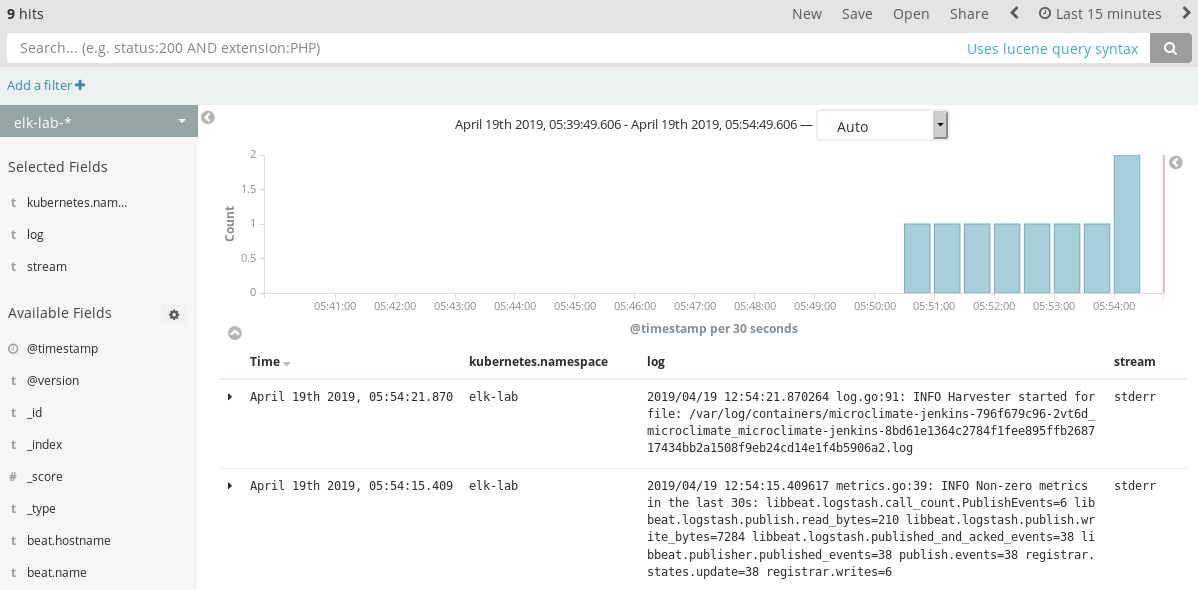 9 hits
New Save Open Share Last 15 minutes
Search... (e.g. status:200 AND extension:PHP)
Uses lucene query syntax
Add a filter
elk-lab-*
Selected Fields
t kubernetes.nam...
t log
t stream
Available Fields
@timestamp
t @version
t _id
t _index
# _score
t _type
t beat.hostname
t beat.name
April 19th 2019, 05:39:49.606 - April 19th 2019, 05:54:49.606 — Auto
Count
2
1.5
1
0.5
0
05:41:00 05:42:00 05:43:00 05:44:00 05:45:00 05:46:00 05:47:00 05:48:00 05:49:00 05:50:00 05:51:00 05:52:00 05:53:00 05:54:00
@timestamp per 30 seconds
Time kubernetes.namespace log stream
April 19th 2019, 05:54:21.870 elk-lab 2019/04/19 12:54:21.870264 log.go:91: INFO Harvester started for stderr
file: /var/log/containers/microclimate-jenkins-796f679c96-2vt6d_
microclimate_microclimate-jenkins-8bd61e1364c2784f1fee895ffb2687
17434bb2a1508f9eb24cd14e1f4b5906a2.log
April 19th 2019, 05:54:15.409 elk-lab 2019/04/19 12:54:15.409617 metrics.go:39: INFO Non-zero metrics stderr
in the last 30s: libbeat.logstash.call_count.PublishEvents=6 lib
beat.logstash.publish.read_bytes=210 libbeat.logstash.publish.wr
ite_bytes=7284 libbeat.logstash.published_and_acked_events=38 li
bbeat.publisher.published_events=38 publish.events=38 registrar.
states.update=38 registrar.writes=6